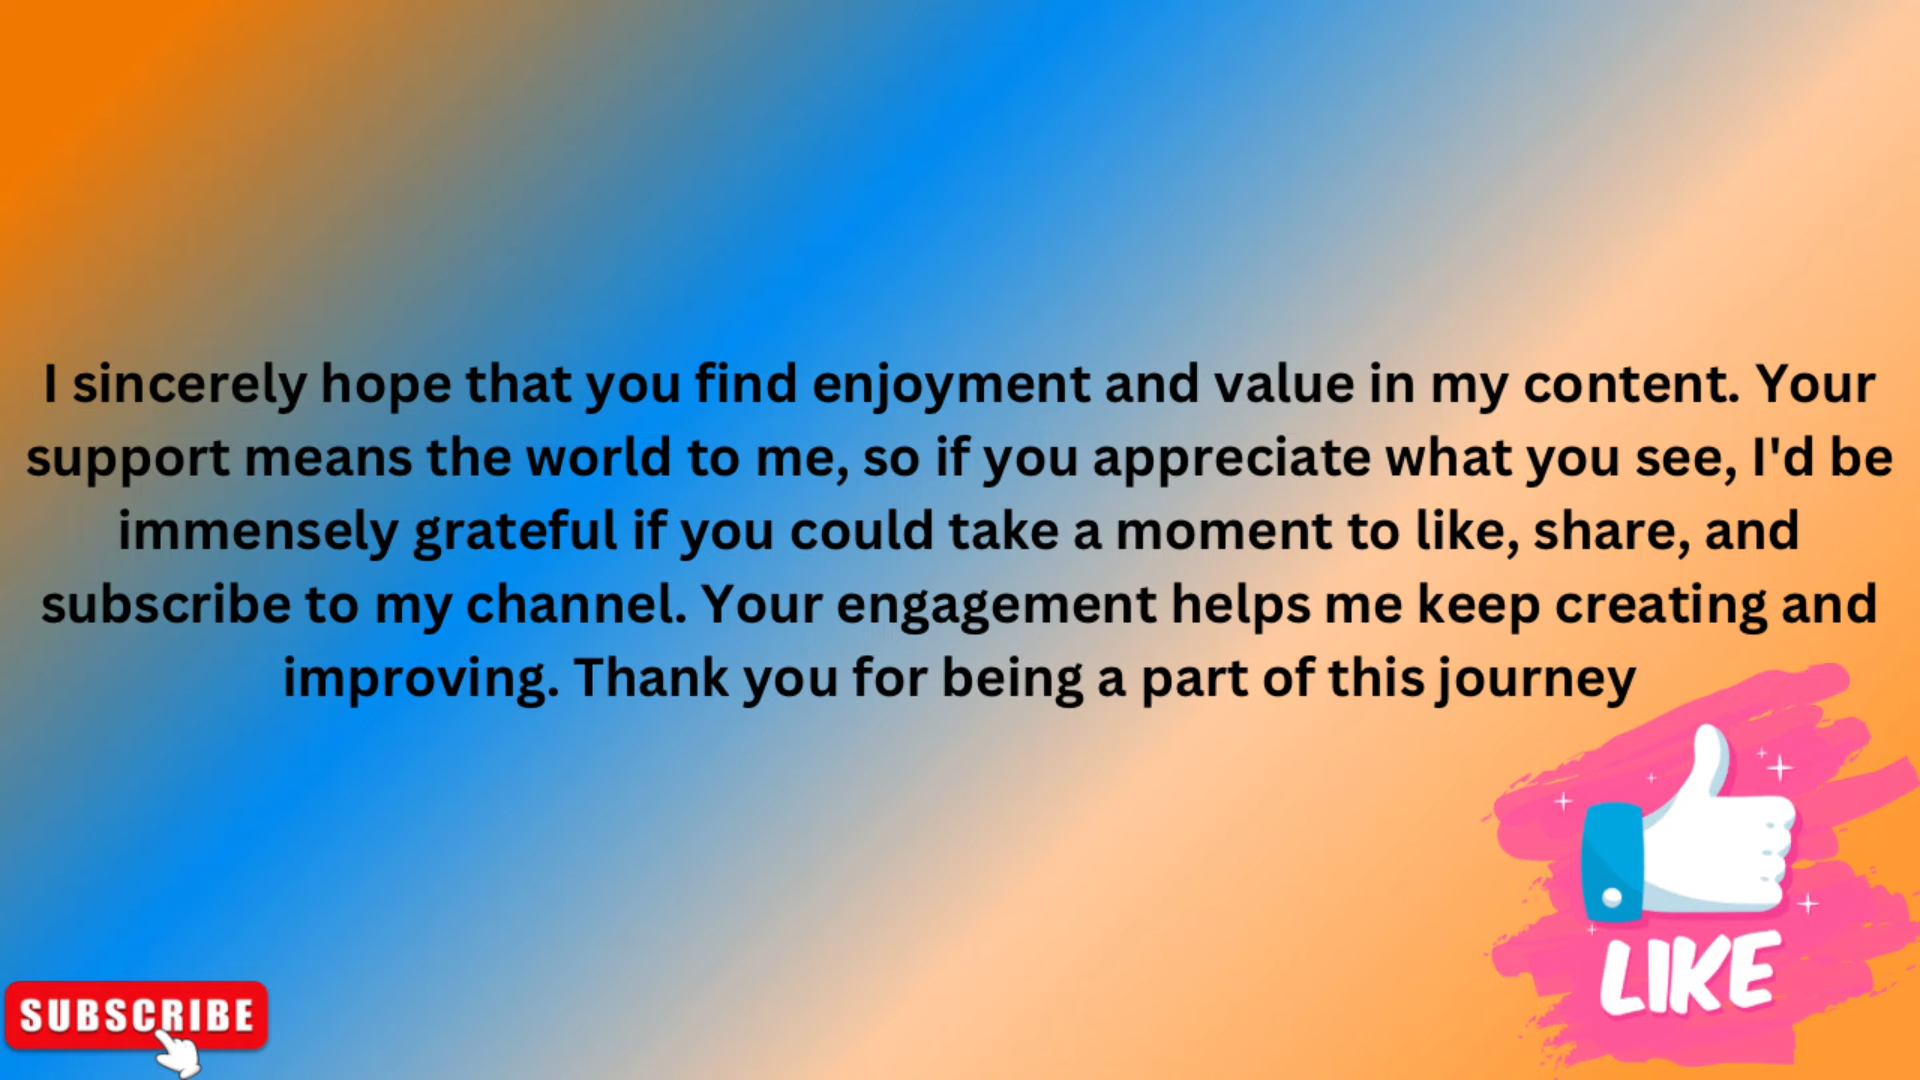 I sincerely hope that you find enjoyment and value in my content. Your
support means the world to me, so if you appreciate what you see, I'd be
immensely grateful if you could take a moment to like, share, and
subscribe to my channel. Your engagement helps me keep creating and
improving. Thank you for being a part of this journey
LIKE
SUBSCRIBE